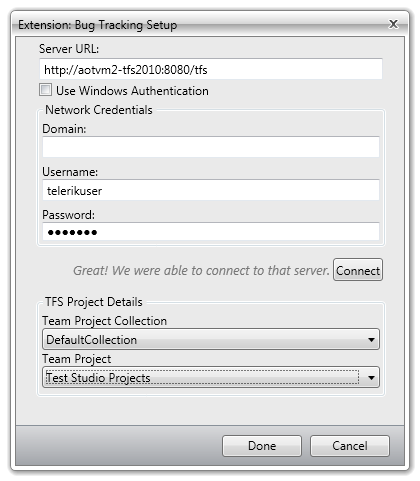 Extension: Bug Tracking Setup
Server URL:
http://aotvm2-tfs2010:8080/tfs
Use Windows Authentication
Network Credentials
Domain:
Username:
telerikuser
Password:
●●●●●●●
Great! We were able to connect to that server. Connect
TFS Project Details
Team Project Collection
DefaultCollection
Team Project
Test Studio Projects
Done Cancel